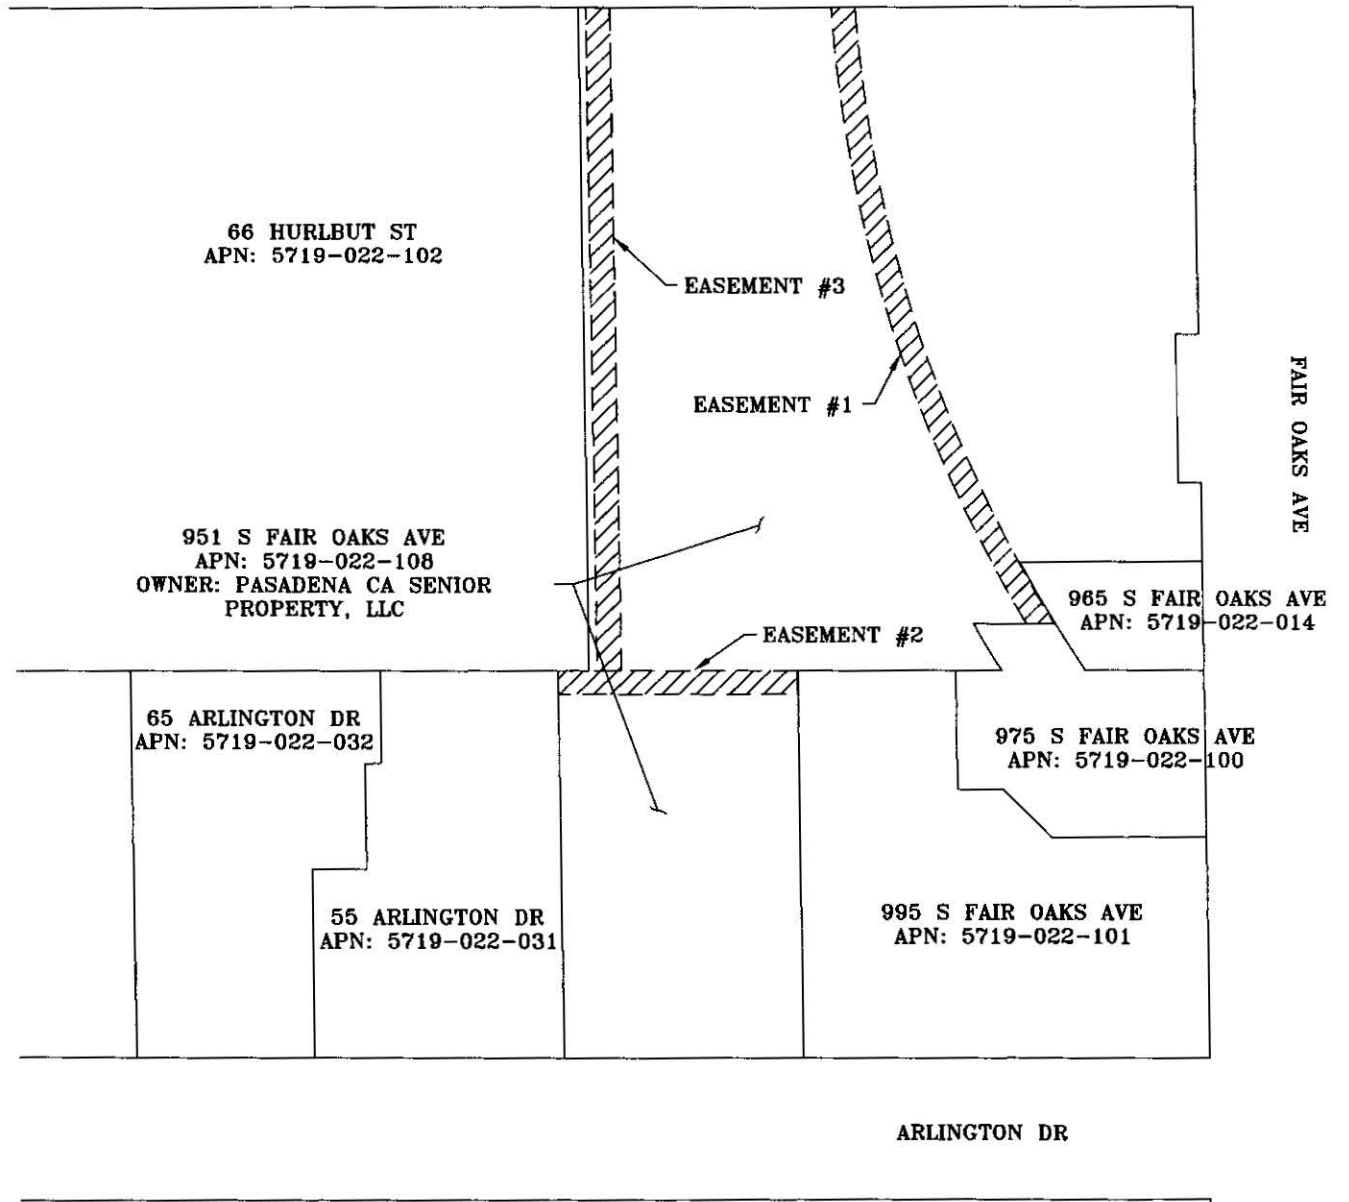 66 HURLBUT ST
APN: 5719-022-102
EASEMENT #3
EASEMENT #1
FAIR OAKS AVE
951 S FAIR OAKS AVE
APN: 5719-022-108
OWNER: PASADENA CA SENIOR
PROPERTY, LLC
965 S FAIR OAKS AVE
APN: 5719-022-014
EASEMENT #2
65 ARLINGTON DR
APN: 5719-022-032
975 S FAIR OAKS AVE
APN: 5719-022-100
55 ARLINGTON DR
APN: 5719-022-031
995 S FAIR OAKS AVE
APN: 5719-022-101
ARLINGTON DR